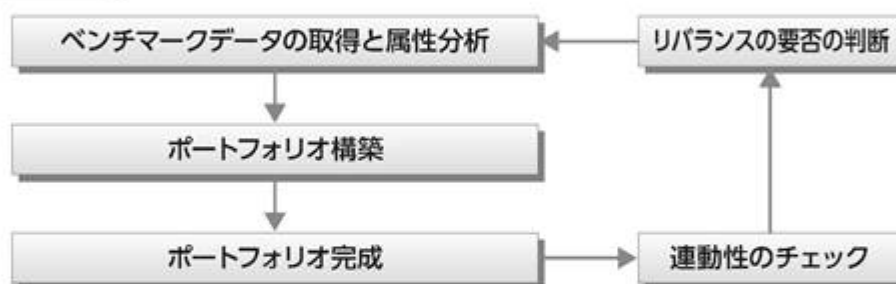 ベンチマークデータの取得と属性分析
リバランスの要否の判断
ポートフォリオ構築
ポートフォリオ完成
連動性のチェック